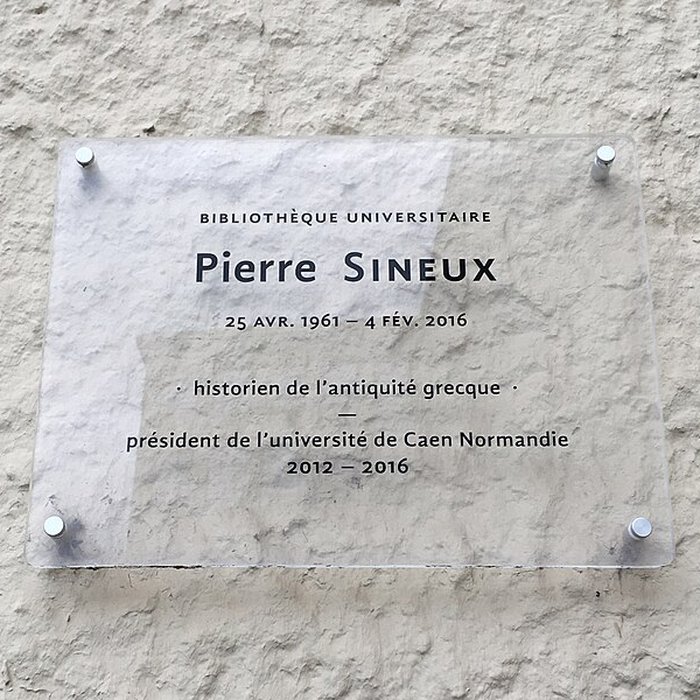 BIBLIOTHÈQUE UNIVERSITAIRE
Pierre SINEUX
25 AVR. 1961 – 4 FÉV. 2016
· historien de l'antiquité grecque ·
—
président de l'université de Caen Normandie
2012 – 2016